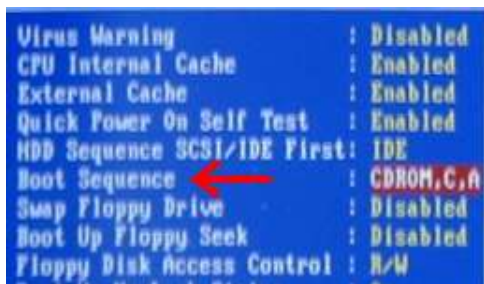 Virus Warning : Disabled
CPU Internal Cache : Enabled
External Cache : Enabled
Quick Power On Self Test : Enabled
HDD Sequence SCSI/IDE First: IDE
Boot Sequence : CDROM,C,A
Swap Floppy Drive : Disabled
Boot Up Floppy Seek : Disabled
Floppy Disk Access Control : R/W